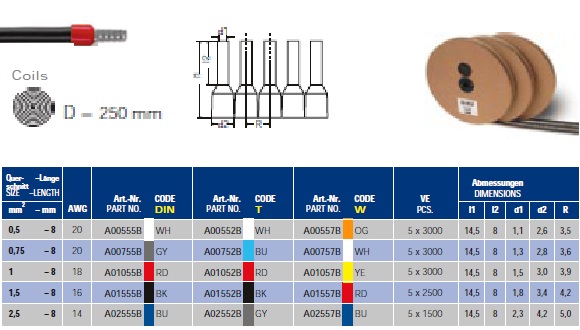 d1
l2
l1
d2
R
Coils
D = 250 mm
Quer-schnitt –Länge Art.-Nr. CODE Art.-Nr. CODE Art.-Nr. CODE VE Abmessungen
SIZE –LENGTH PART NO. DIN PART NO. T PART NO. W PCS. DIMENSIONS
mm² – mm AWG l1 l2 d1 d2 R
0,5 – 8 20 A00555B WH A00552B WH A00557B OG 5 x 3000 14,5 8 1,1 2,6 3,5
0,75 – 8 20 A00755B GY A00752B BU A00757B WH 5 x 3000 14,5 8 1,3 2,8 3,6
1 – 8 18 A01055B RD A01052B RD A01057B YE 5 x 3000 14,5 8 1,5 3,0 3,9
1,5 – 8 16 A01555B BK A01552B BK A01557B RD 5 x 2500 14,5 8 1,8 3,4 4,2
2,5 – 8 14 A02555B BU A02552B GY A02557B BU 5 x 1500 14,5 8 2,3 4,2 5,0